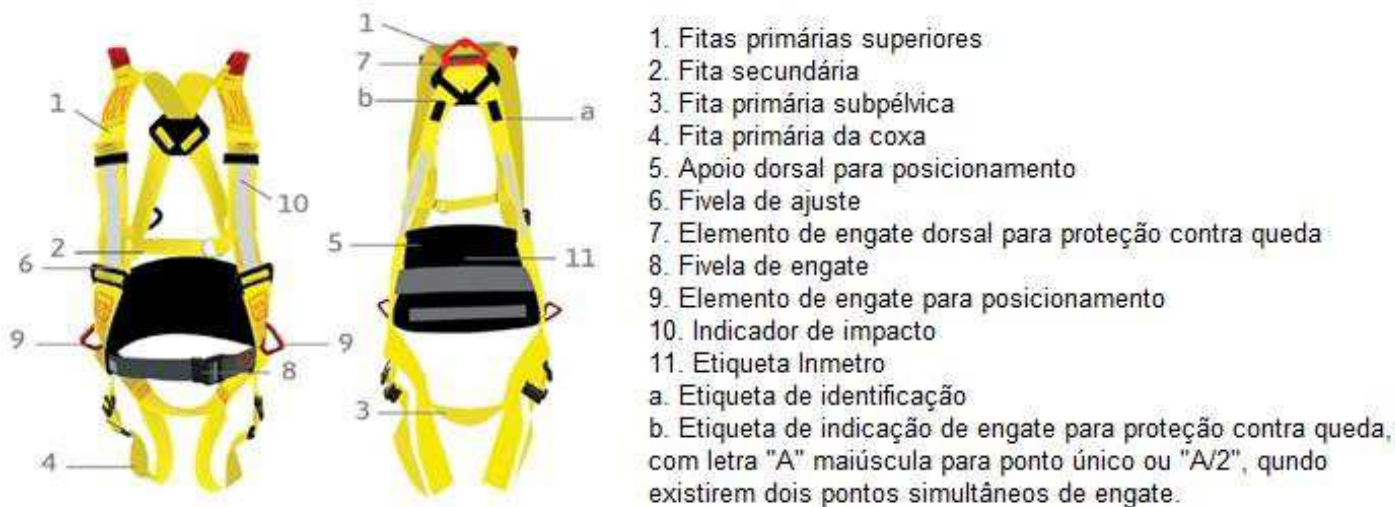 1
1
7
b
a
10
2
5
11
6
9
9
8
3
4
1. Fitas primárias superiores
2. Fita secundária
3. Fita primária subpélvica
4. Fita primária da coxa
5. Apoio dorsal para posicionamento
6. Fivela de ajuste
7. Elemento de engate dorsal para proteção contra queda
8. Fivela de engate
9. Elemento de engate para posicionamento
10. Indicador de impacto
11. Etiqueta Inmetro
a. Etiqueta de identificação
b. Etiqueta de indicação de engate para proteção contra queda,
com letra "A" maiúscula para ponto único ou "A/2", qundo
existirem dois pontos simultâneos de engate.